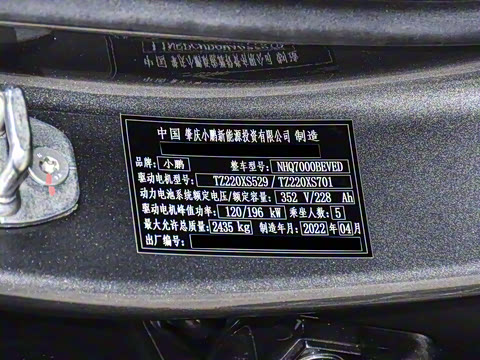 中国 肇庆小鹏新能源投资有限公司 制造
品牌: 小鹏 整车型号: NHQ7000BEVED
驱动电机型号: TZ220XS529 / TZ220XS701
动力电池系统额定电压/额定容量: 352 V/228 Ah
驱动电机峰值功率: 120/196 kW 乘坐人数: 5
最大允许总质量: 2435 kg 制造年月: 2022 年 04 月
出厂编号: